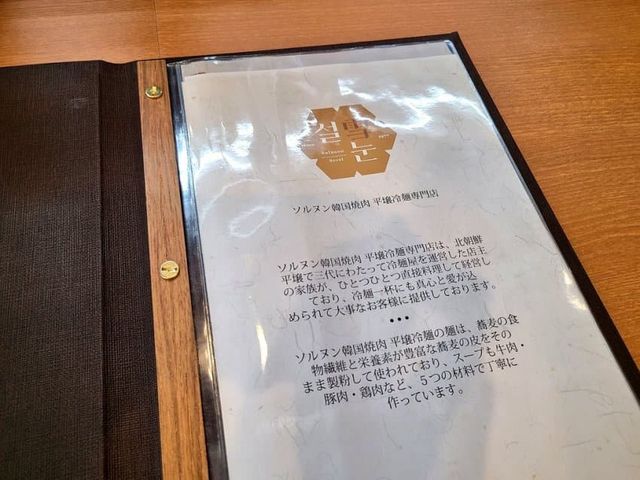 설 눈
ソルヌン韓国焼肉 平壌冷麺専門店
ソルヌン韓国焼肉 平壌冷麺専門店は、北朝鮮
平壌で三代にわたって冷麺屋を運営した店主
の家族が、ひとつひとつ直接料理して経営し
ており、冷麺一杯にも真心と愛が込
められて大事なお客様に提供しております。
•••
ソルヌン韓国焼肉 平壌冷麺の麺は、蕎麦の食
物繊維と栄養素が豊富な蕎麦の皮をその
まま製粉して使われており、スープも牛肉・
豚肉・鶏肉など、5つの材料で丁寧に
作っています。